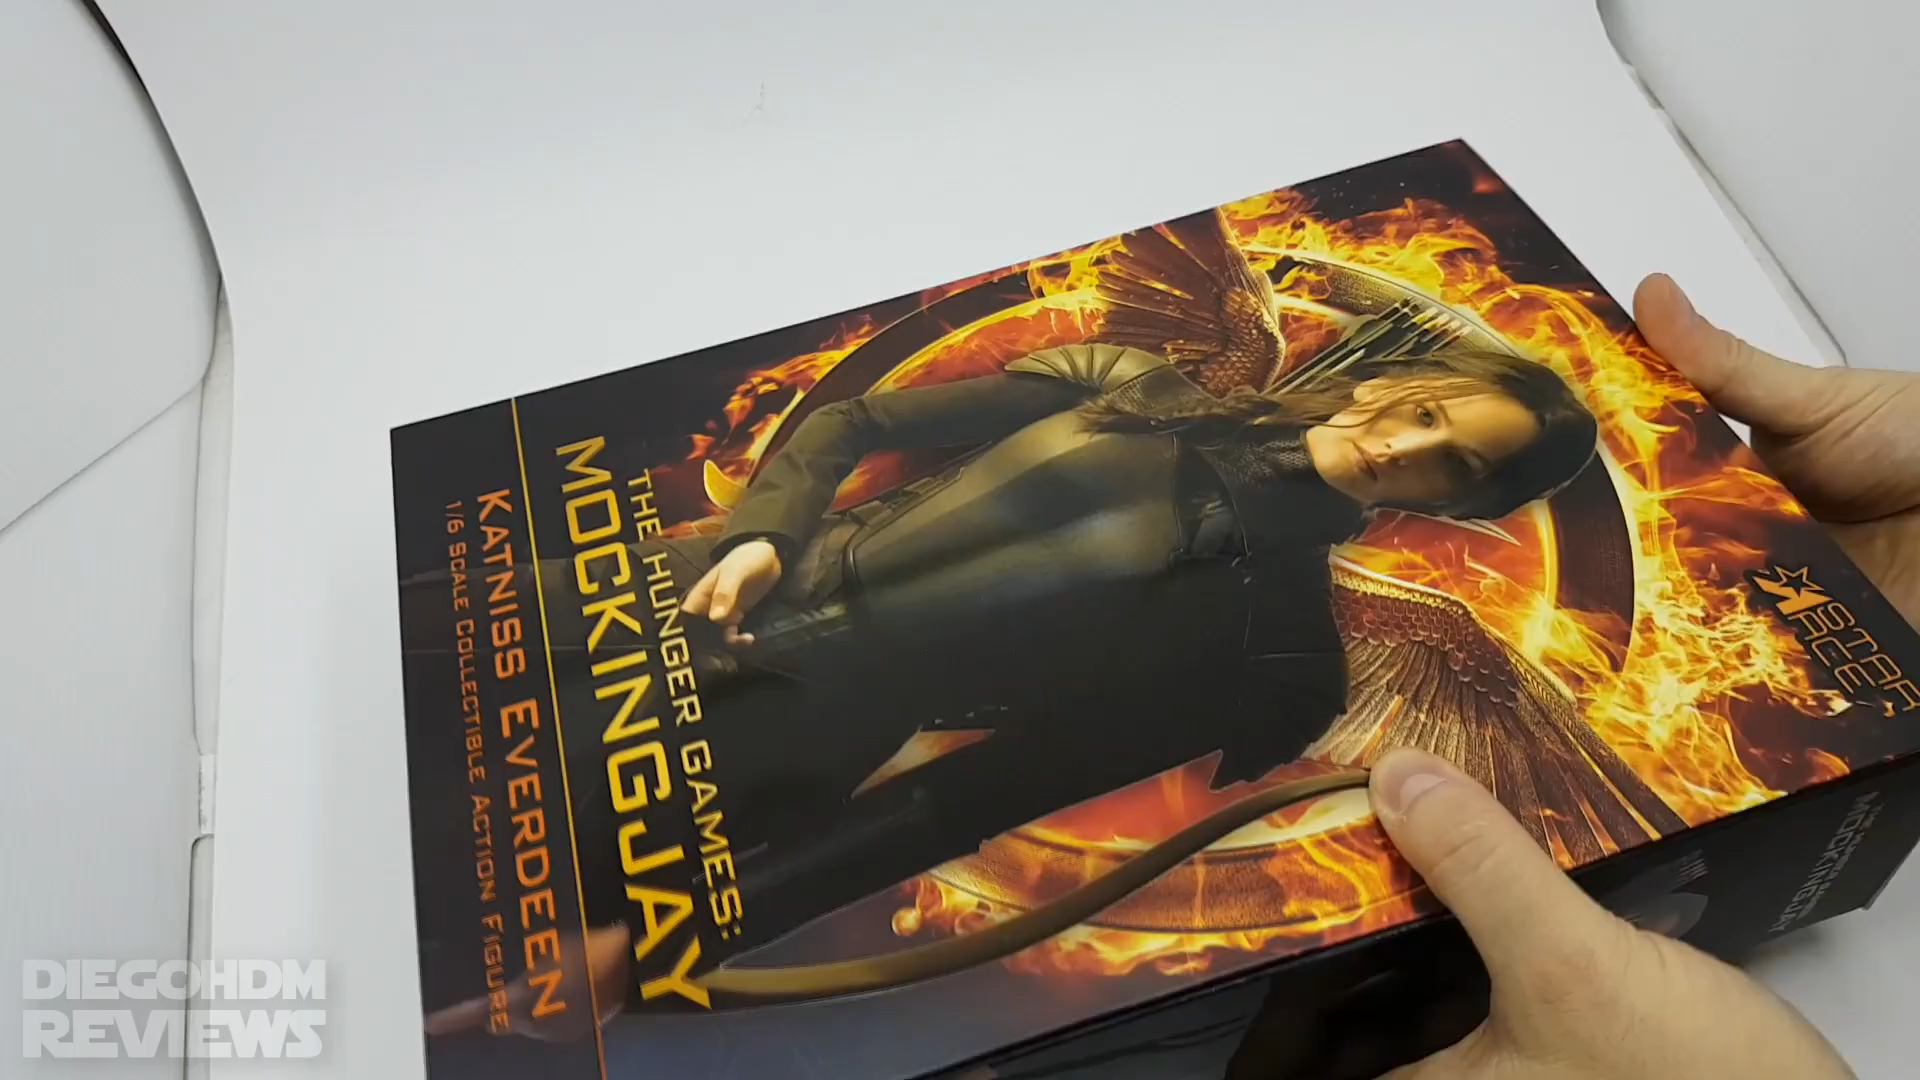 THE HUNGER GAMES:
MOCKINGJAY
KATNISS EVERDEEN
1/6 SCALE COLLECTIBLE ACTION FIGURE
STAR
ACE
MOCKINGJAY
DIEGOHDM
REVIEWS